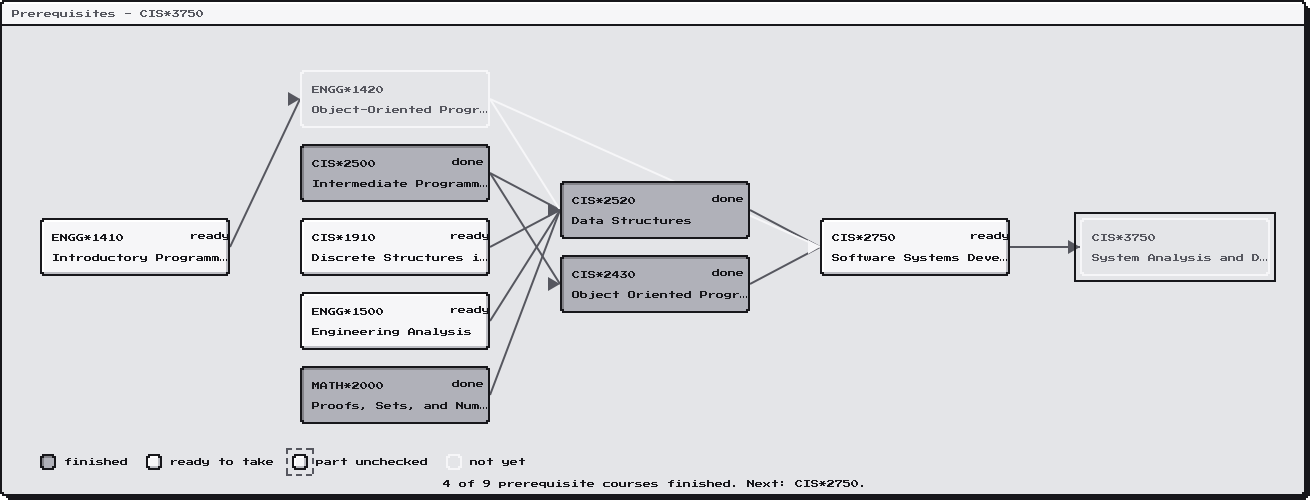 Prerequisites - CIS*3750
ENGG*1420
Object-Oriented Progr…
CIS*2500 done
Intermediate Programm…
CIS*2520 done
Data Structures
ENGG*1410 ready
Introductory Programm…
CIS*1910 ready
Discrete Structures i…
CIS*2750 ready
Software Systems Deve…
CIS*3750
System Analysis and D…
CIS*2430 done
Object Oriented Progr…
ENGG*1500 ready
Engineering Analysis
MATH*2000 done
Proofs, Sets, and Num…
finished ready to take part unchecked not yet
4 of 9 prerequisite courses finished. Next: CIS*2750.